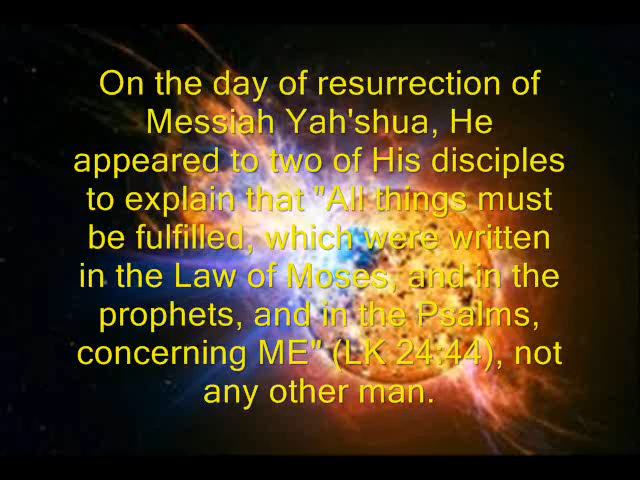 On the day of resurrection of
Messiah Yah'shua, He
appeared to two of His disciples
to explain that "All things must
be fulfilled, which were written
in the Law of Moses, and in the
prophets, and in the Psalms,
concerning ME" (LK 24:44), not
any other man.